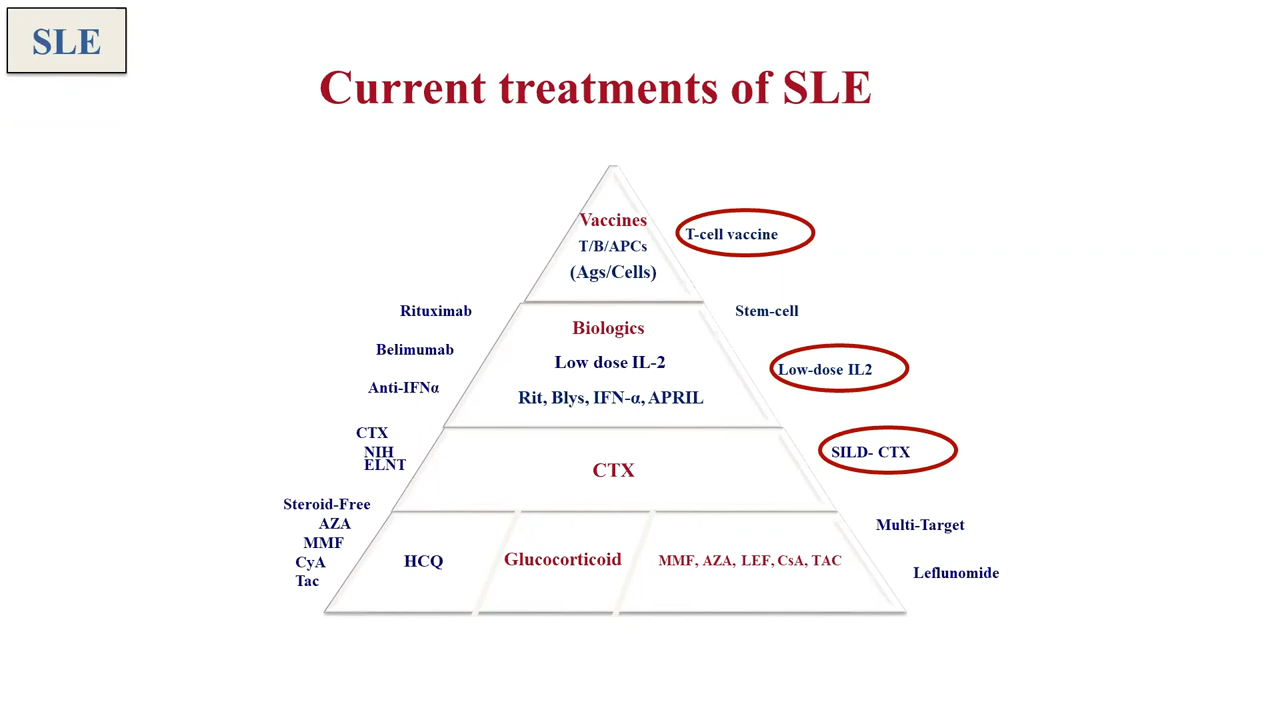 SLE
Current treatments of SLE
Vaccines
T/B/APCs
(Ags/Cells)
T-cell vaccine
Rituximab
Belimumab
Anti-IFNα
Biologics
Low dose IL-2
Rit, Blys, IFN-α, APRIL
Stem-cell
Low-dose IL2
CTX
NIH
ELNT
CTX
SILD- CTX
Steroid-Free
AZA
MMF
CyA
Tac
HCQ
Glucocorticoid
MMF, AZA, LEF, CsA, TAC
Multi-Target
Leflunomide